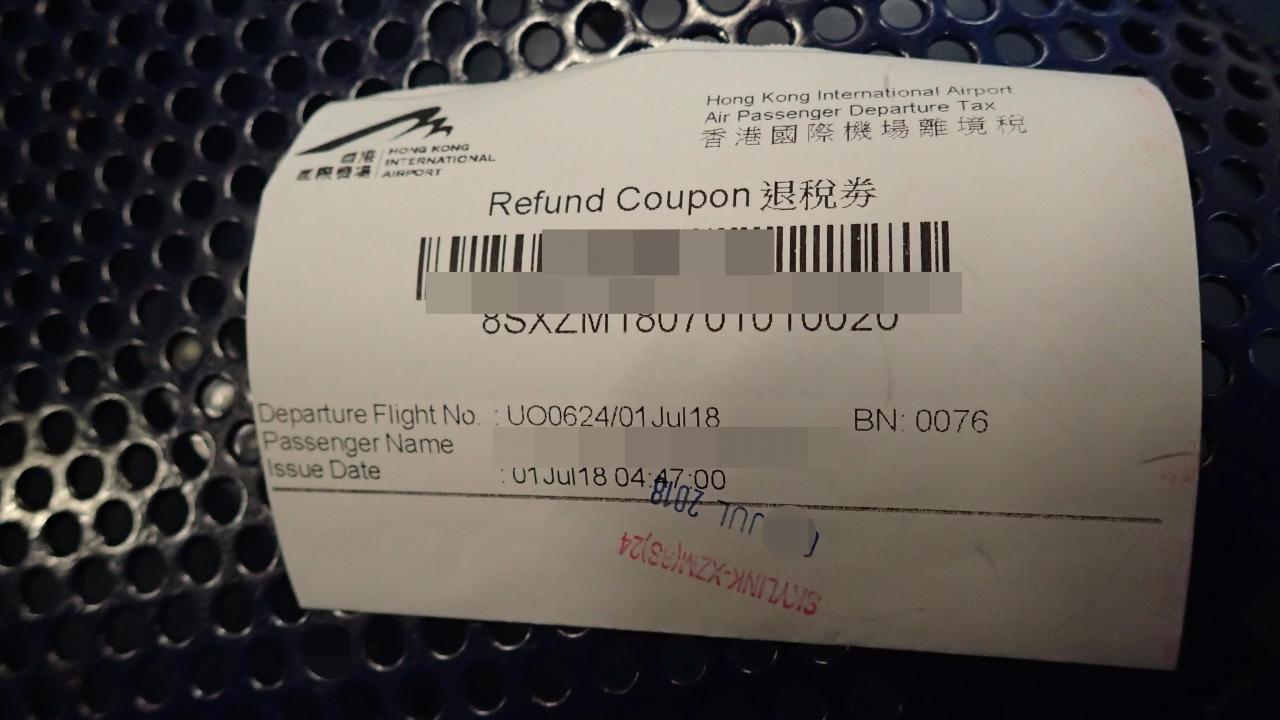 香港
國際機場
HONG KONG
INTERNATIONAL
AIRPORT
Hong Kong International Airport
Air Passenger Departure Tax
香港國際機場離境稅
Refund Coupon 退稅券
8SXZM180701010020
Departure Flight No. : UO0624/01Jul18 BN: 0076
Passenger Name
Issue Date : 01Jul18 04:47:00
JUL 2018
SKYLINK-XZM(AS)24